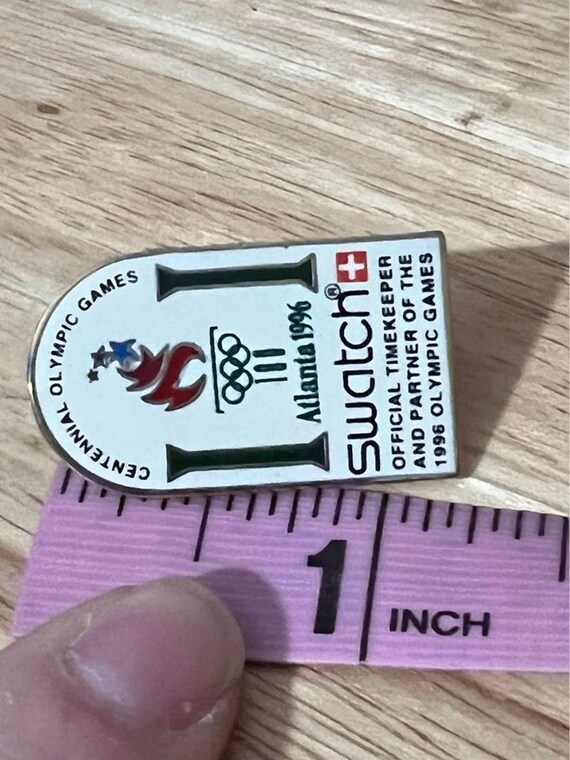 CENTENNIAL OLYMPIC GAMES
Atlanta 1996
swatch®
OFFICIAL TIMEKEEPER
AND PARTNER OF THE
1996 OLYMPIC GAMES
1 INCH